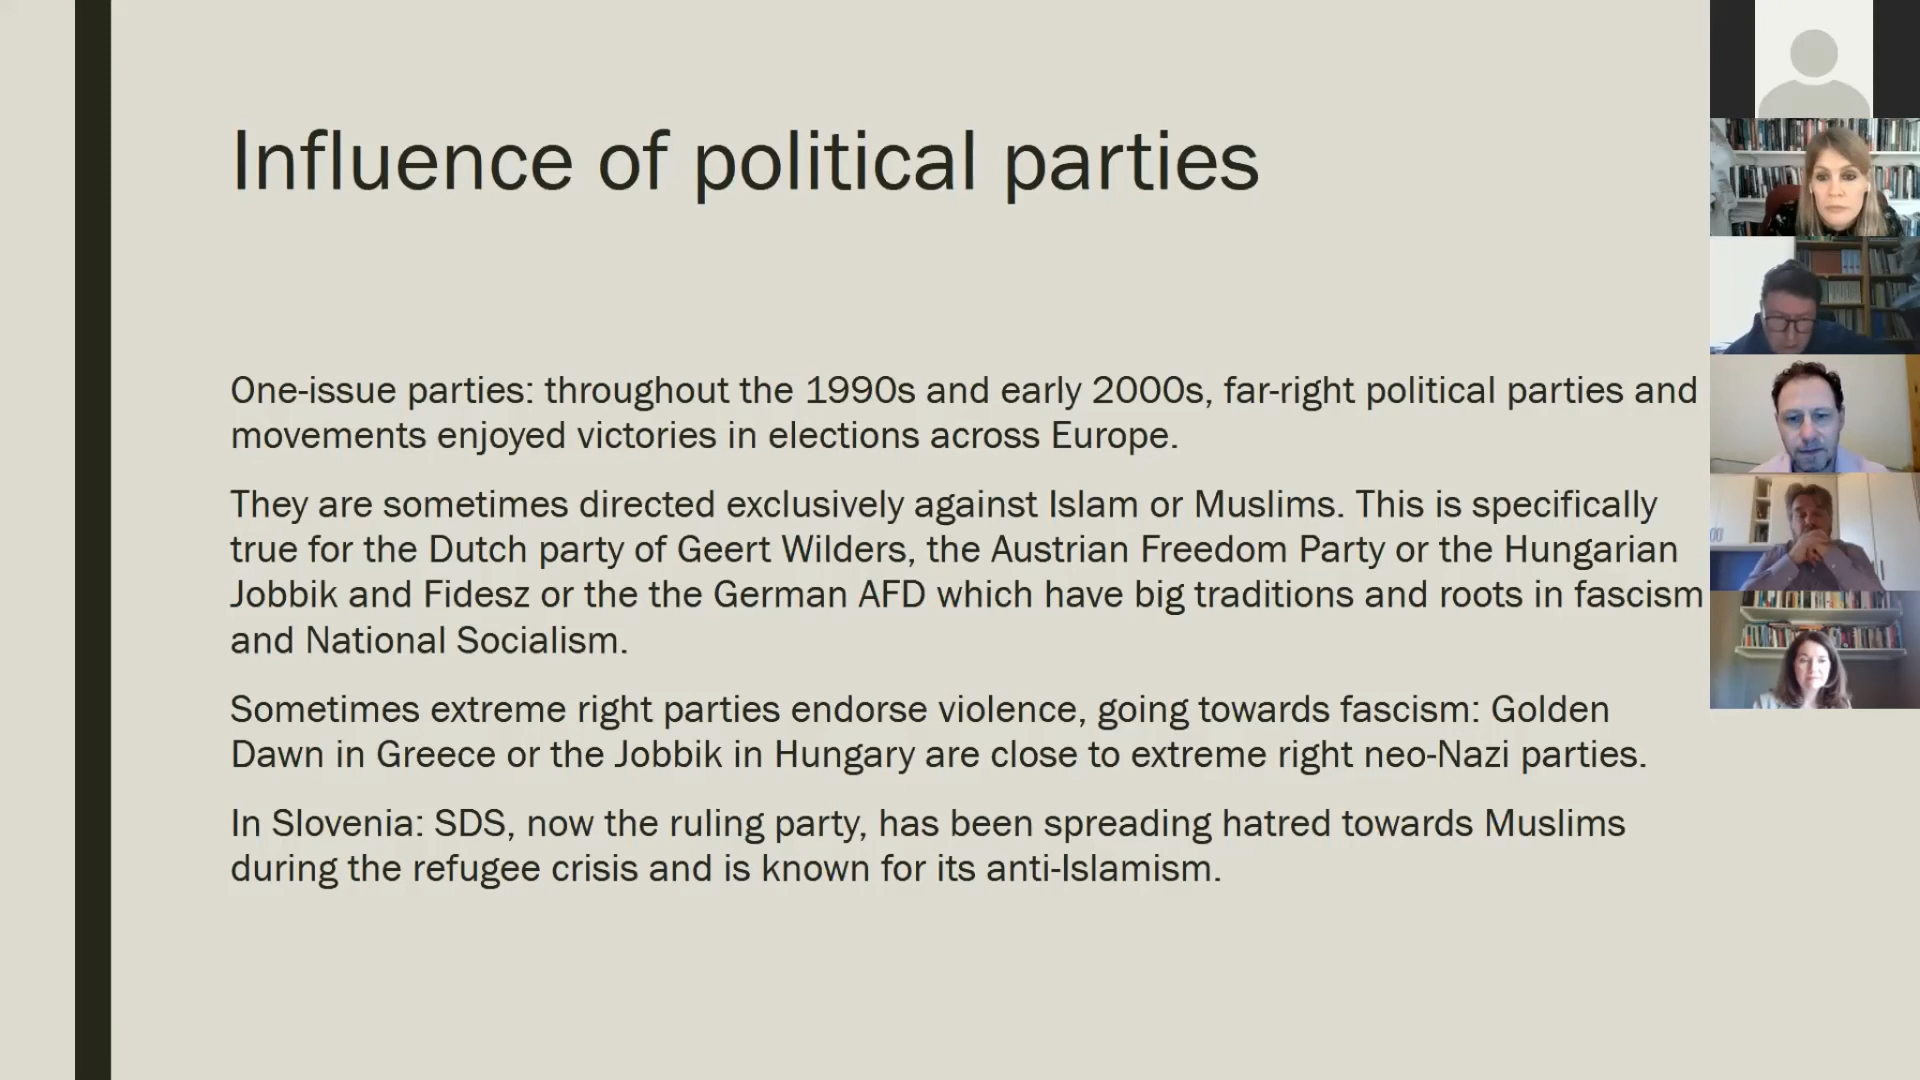 Influence of political parties
One-issue parties: throughout the 1990s and early 2000s, far-right political parties and
movements enjoyed victories in elections across Europe.
They are sometimes directed exclusively against Islam or Muslims. This is specifically
true for the Dutch party of Geert Wilders, the Austrian Freedom Party or the Hungarian
Jobbik and Fidesz or the the German AFD which have big traditions and roots in fascism
and National Socialism.
Sometimes extreme right parties endorse violence, going towards fascism: Golden
Dawn in Greece or the Jobbik in Hungary are close to extreme right neo-Nazi parties.
In Slovenia: SDS, now the ruling party, has been spreading hatred towards Muslims
during the refugee crisis and is known for its anti-Islamism.